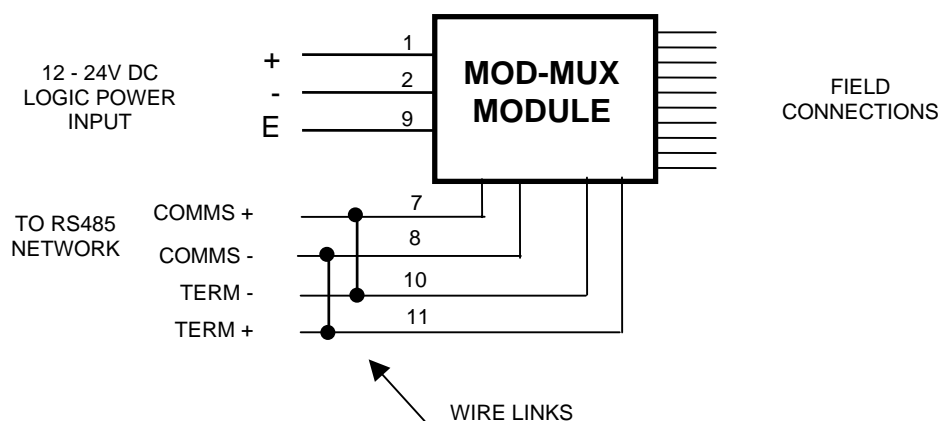 12 - 24V DC
LOGIC POWER
INPUT
+
-
E
1
2
9
MOD-MUX
MODULE
FIELD
CONNECTIONS
TO RS485
NETWORK
COMMS +
7
COMMS -
8
TERM -
10
TERM +
11
WIRE LINKS